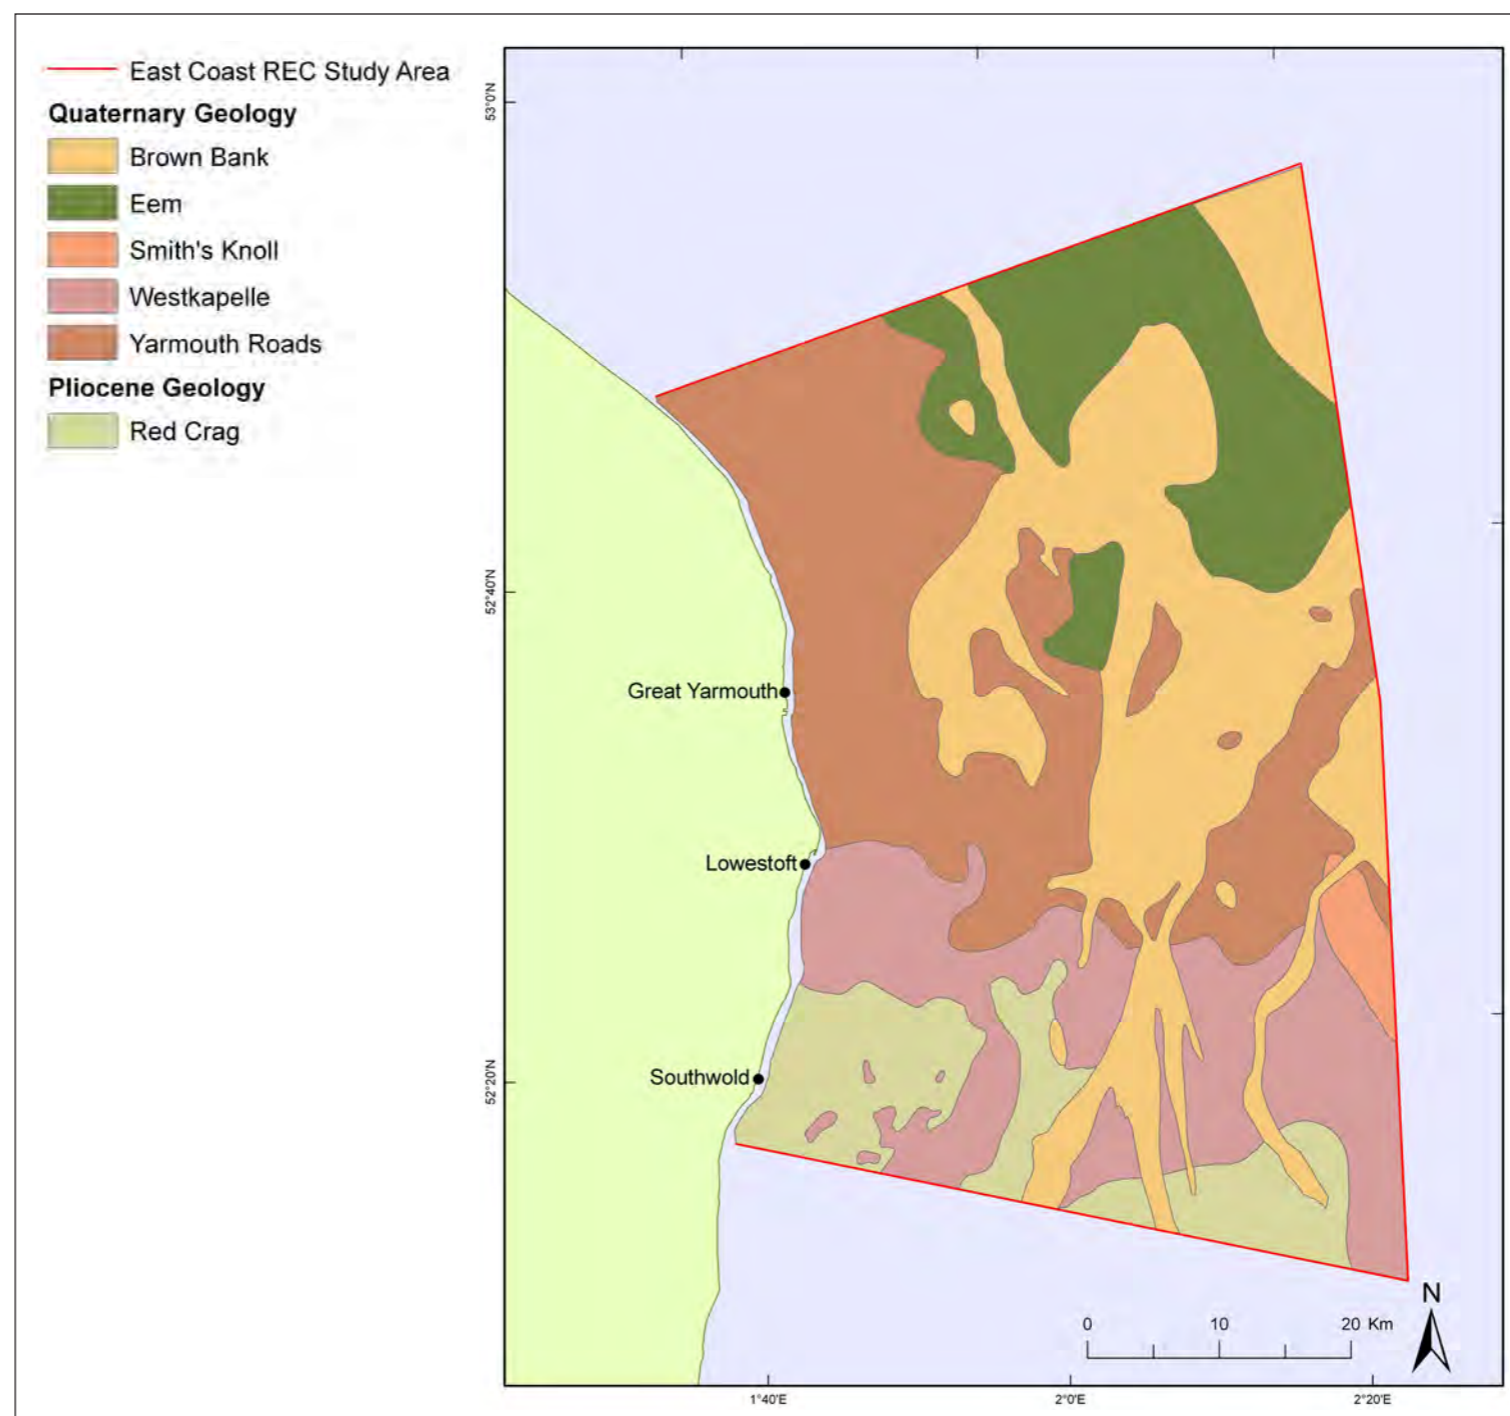 East Coast REC Study Area
Quaternary Geology
Brown Bank
Eem
Smith's Knoll
Westkapelle
Yarmouth Roads
Pliocene Geology
Red Crag
53°0'N
52°40'N
Great Yarmouth
Lowestoft
Southwold
52°20'N
N
0 10 20 Km
1°40'E 2°0'E 2°20'E